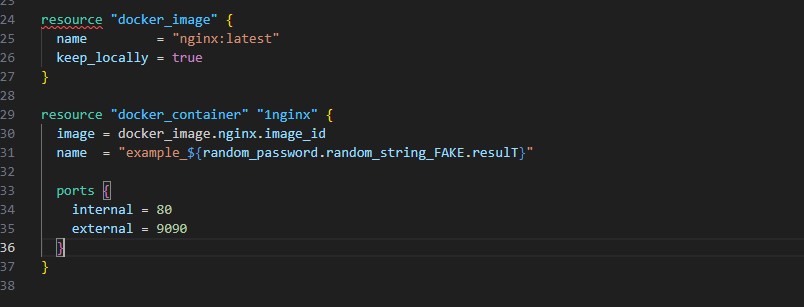 23
24 resource "docker_image" {
25   name         = "nginx:latest"
26   keep_locally = true
27 }
28
29 resource "docker_container" "1nginx" {
30   image = docker_image.nginx.image_id
31   name  = "example_${random_password.random_string_FAKE.resulT}"
32
33   ports {
34     internal = 80
35     external = 9090
36   }
37 }
38